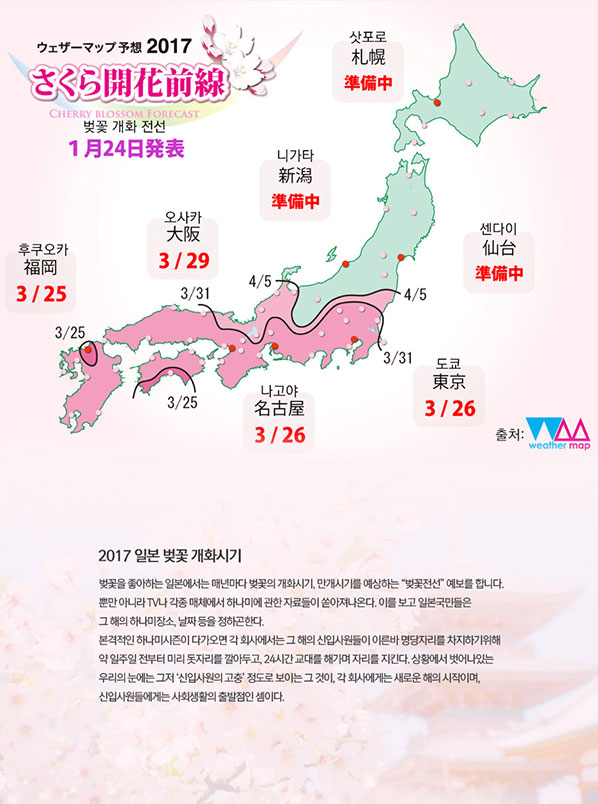 ウェザーマップ予想 2017
さくら開花前線
CHERRY BLOSSOM FORECAST
벚꽃 개화 전선
1月24日発表
삿포로
札幌
準備中
니가타
新潟
準備中
오사카
大阪
3 / 29
센다이
仙台
準備中
후쿠오카
福岡
3 / 25
4/5
3/31
4/5
3/25
3/31
3/25
도쿄
東京
3 / 26
나고야
名古屋
3 / 26
출처:
weather map
2017 일본 벚꽃 개화시기
벚꽃을 좋아하는 일본에서는 매년마다 벚꽃의 개화시기, 만개시기를 예상하는 “벚꽃전선” 예보를 합니다.
뿐만 아니라 TV나 각종 매체에서 하나미에 관한 자료들이 쏟아져나온다. 이를 보고 일본국민들은
그 해의 하나미장소, 날짜 등을 정하곤한다.
본격적인 하나미시즌이 다가오면 각 회사에서는 그 해의 신입사원들이 이른바 명당자리를 차지하기위해
약 일주일 전부터 미리 돗자리를 깔아두고, 24시간 교대를 해가며 자리를 지킨다. 상황에서 벗어나있는
우리의 눈에는 그저 ‘신입사원의 고충’ 정도로 보이는 그 것이, 각 회사에게는 새로운 해의 시작이며,
신입사원들에게는 사회생활의 출발점인 셈이다.